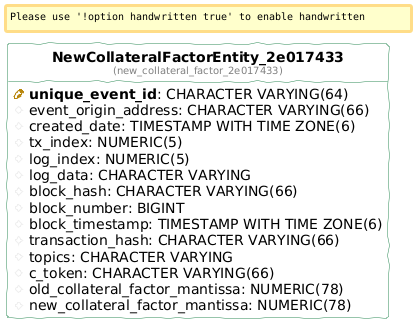 Please use '!option handwritten true' to enable handwritten
NewCollateralFactorEntity_2e017433
(new_collateral_factor_2e017433)
unique_event_id: CHARACTER VARYING(64)
event_origin_address: CHARACTER VARYING(66)
created_date: TIMESTAMP WITH TIME ZONE(6)
tx_index: NUMERIC(5)
log_index: NUMERIC(5)
log_data: CHARACTER VARYING
block_hash: CHARACTER VARYING(66)
block_number: BIGINT
block_timestamp: TIMESTAMP WITH TIME ZONE(6)
transaction_hash: CHARACTER VARYING(66)
topics: CHARACTER VARYING
c_token: CHARACTER VARYING(66)
old_collateral_factor_mantissa: NUMERIC(78)
new_collateral_factor_mantissa: NUMERIC(78)